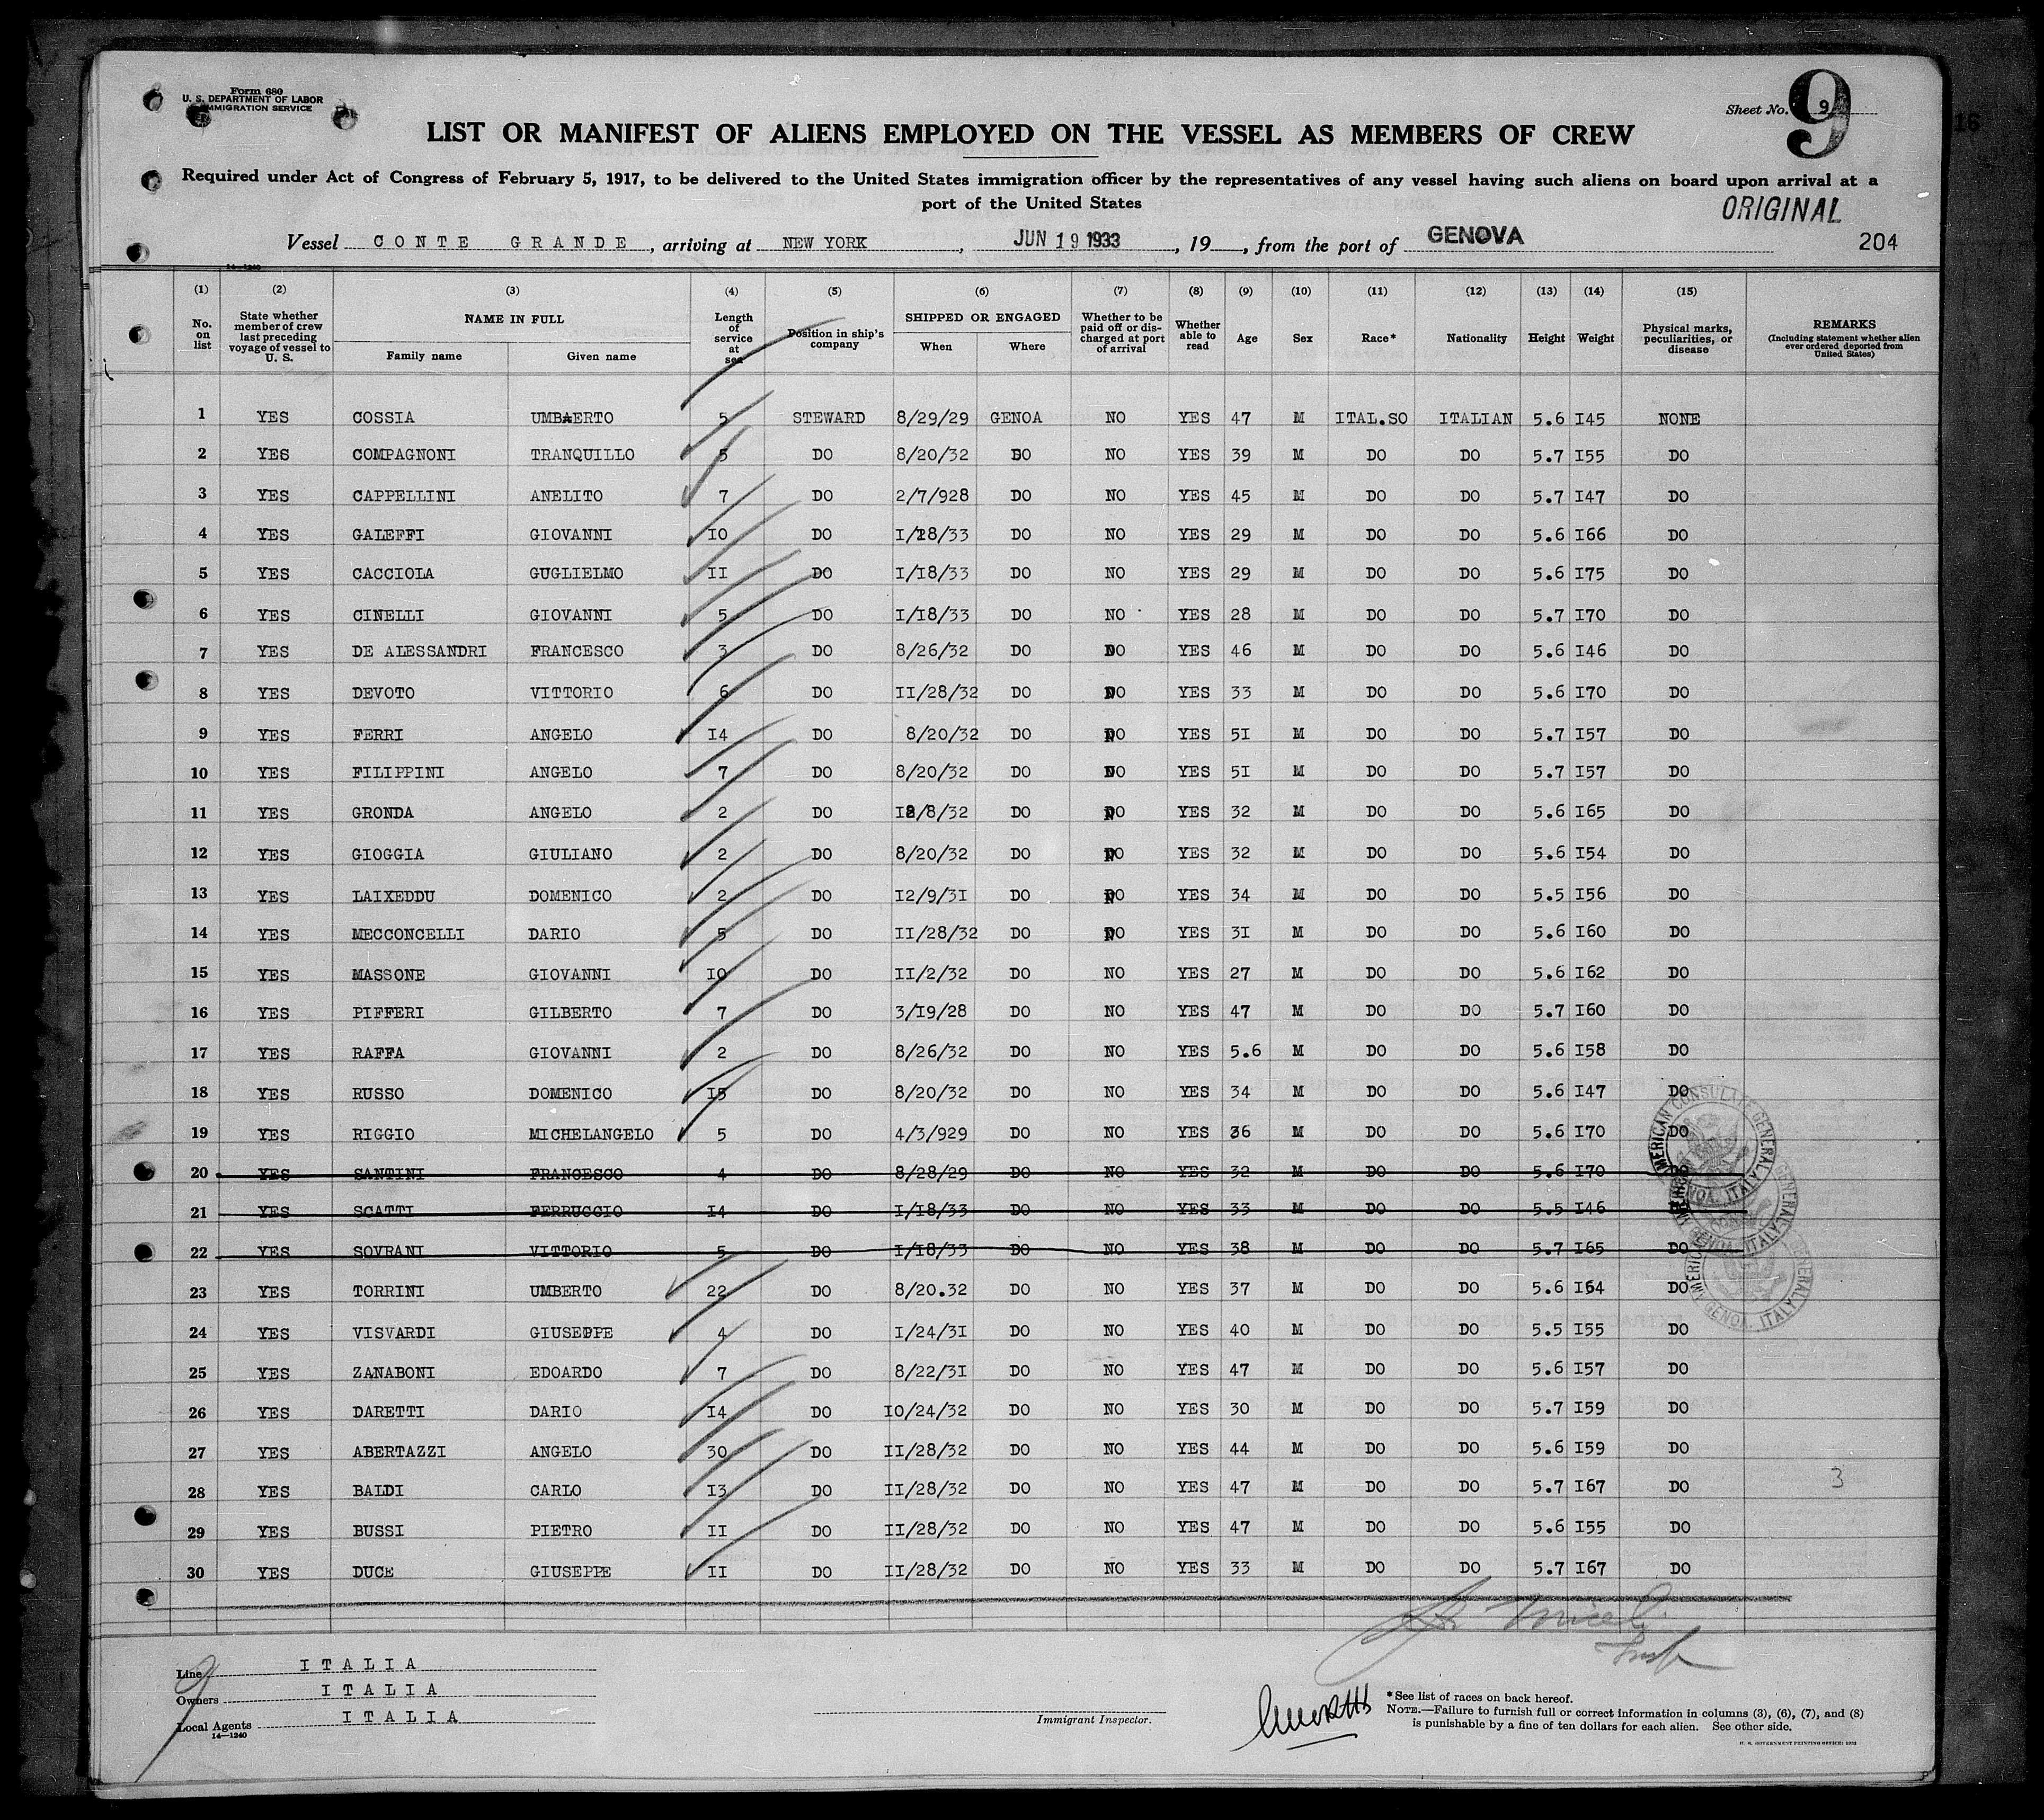 Form 680
U. S. DEPARTMENT OF LABOR
IMMIGRATION SERVICE
Sheet No. 9
9
16
LIST OR MANIFEST OF ALIENS EMPLOYED ON THE VESSEL AS MEMBERS OF CREW
Required under Act of Congress of February 5, 1917, to be delivered to the United States immigration officer by the representatives of any vessel having such aliens on board upon arrival at a
port of the United States
ORIGINAL
Vessel CONTE GRANDE, arriving at NEW YORK, JUN 19 1933, 19, from the port of GENOVA
204
14—1240
(1) (2) (3) (4) (5) (6) (7) (8) (9) (10) (11) (12) (13) (14) (15)
No. on list State whether member of crew last preceding voyage of vessel to U. S. NAME IN FULL Family name Given name Length of service at sea Position in ship's company SHIPPED OR ENGAGED When Where Whether to be paid off or discharged at port of arrival Whether able to read Age Sex Race* Nationality Height Weight Physical marks, peculiarities, or disease REMARKS (Including statement whether alien ever ordered deported from United States)
1 YES COSSIA UMBAERTO 5 STEWARD 8/29/29 GENOA NO YES 47 M ITAL.SO ITALIAN 5.6 I45 NONE
2 YES COMPAGNONI TRANQUILLO 5 DO 8/20/32 DO NO YES 39 M DO DO 5.7 I55 DO
3 YES CAPPELLINI ANELITO 7 DO 2/7/928 DO NO YES 45 M DO DO 5.7 I47 DO
4 YES GALEFFI GIOVANNI IO DO I/18/33 DO NO YES 29 M DO DO 5.6 I66 DO
5 YES CACCIOLA GUGLIELMO II DO I/I8/33 DO NO YES 29 M DO DO 5.6 I75 DO
6 YES CINELLI GIOVANNI 5 DO I/I8/33 DO NO YES 28 M DO DO 5.7 I70 DO
7 YES DE ALESSANDRI FRANCESCO 3 DO 8/26/32 DO NO YES 46 M DO DO 5.6 I46 DO
8 YES DEVOTO VITTORIO 6 DO II/28/32 DO NO YES 33 M DO DO 5.6 I70 DO
9 YES FERRI ANGELO I4 DO 8/20/32 DO NO YES 5I M DO DO 5.7 I57 DO
10 YES FILIPPINI ANGELO 7 DO 8/20/32 DO NO YES 5I M DO DO 5.7 I57 DO
11 YES GRONDA ANGELO 2 DO 8/32 DO NO YES 32 M DO DO 5.6 I65 DO
12 YES GIOGGIA GIULIANO 2 DO 8/20/32 DO NO YES 32 M DO DO 5.6 I54 DO
13 YES LAIXEDDU DOMENICO 2 DO I2/9/3I DO NO YES 34 M DO DO 5.5 I56 DO
14 YES MECCONCELLI DARIO 5 DO II/28/32 DO NO YES 3I M DO DO 5.6 I60 DO
15 YES MASSONE GIOVANNI IO DO II/2/32 DO NO YES 27 M DO DO 5.6 I62 DO
16 YES PIFFERI GILBERTO 7 DO 3/I9/28 DO NO YES 47 M DO DO 5.7 I60 DO
17 YES RAFFA GIOVANNI 2 DO 8/26/32 DO NO YES 5.6 M DO DO 5.6 I58 DO
18 YES RUSSO DOMENICO I5 DO 8/20/32 DO NO YES 34 M DO DO 5.6 I47 DO
19 YES RIGGIO MICHELANGELO 5 DO 4/3/929 DO NO YES 36 M DO DO 5.6 I70 DO
20 YES SANTINI FRANCESCO 4 DO 8/28/29 DO NO YES 32 M DO DO 5.6 I70 DO
21 YES SCATTI FERRUCCIO I4 DO I/I8/33 DO NO YES 33 M DO DO 5.5 I46 DO
22 YES SOVRANI VITTORIO 5 DO I/I8/33 DO NO YES 38 M DO DO 5.7 I65 DO
23 YES TORRINI UMBERTO 22 DO 8/20.32 DO NO YES 37 M DO DO 5.6 I64 DO
24 YES VISVARDI GIUSEPPE 4 DO I/24/3I DO NO YES 40 M DO DO 5.5 I55 DO
25 YES ZANABONI EDOARDO 7 DO 8/22/3I DO NO YES 47 M DO DO 5.6 I57 DO
26 YES DARETTI DARIO I4 DO IO/24/32 DO NO YES 30 M DO DO 5.7 I59 DO
27 YES ABERTAZZI ANGELO 30 DO II/28/32 DO NO YES 44 M DO DO 5.6 I59 DO
28 YES BALDI CARLO I3 DO II/28/32 DO NO YES 47 M DO DO 5.7 I67 DO
3
29 YES BUSSI PIETRO II DO II/28/32 DO NO YES 47 M DO DO 5.6 I55 DO
30 YES DUCE GIUSEPPE II DO II/28/32 DO NO YES 33 M DO DO 5.7 I67 DO
AMERICAN CONSULATE GENERAL
GENOA, ITALY
Line ITALIA
Owners ITALIA
Local Agents ITALIA
14—1240
9
Immigrant Inspector.
*See list of races on back hereof.
NOTE.—Failure to furnish full or correct information in columns (3), (6), (7), and (8)
is punishable by a fine of ten dollars for each alien. See other side.
U. S. GOVERNMENT PRINTING OFFICE: 1932